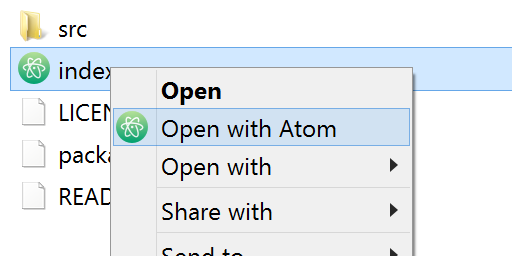 src
index
Open
LICEN
Open with Atom
packa
Open with
READ
Share with
Send to